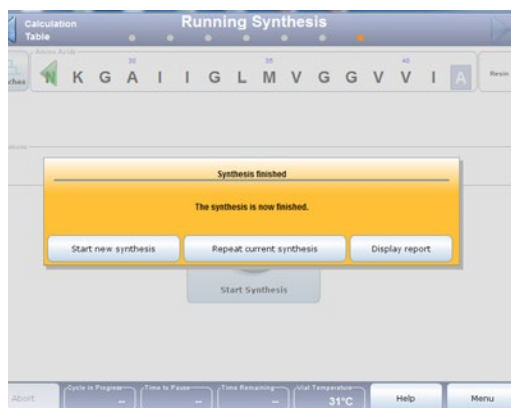 Calculation
Table
Running Synthesis
Amino Acids
30 35 40
N K G A I I G L M V G G V V I A
Resin
Synthesis finished
The synthesis is now finished.
Start new synthesis Repeat current synthesis Display report
Start Synthesis
Cycle in Progress Time to Pause Time Remaining Vial Temperature
Abort -- -- -- 31°C Help Menu